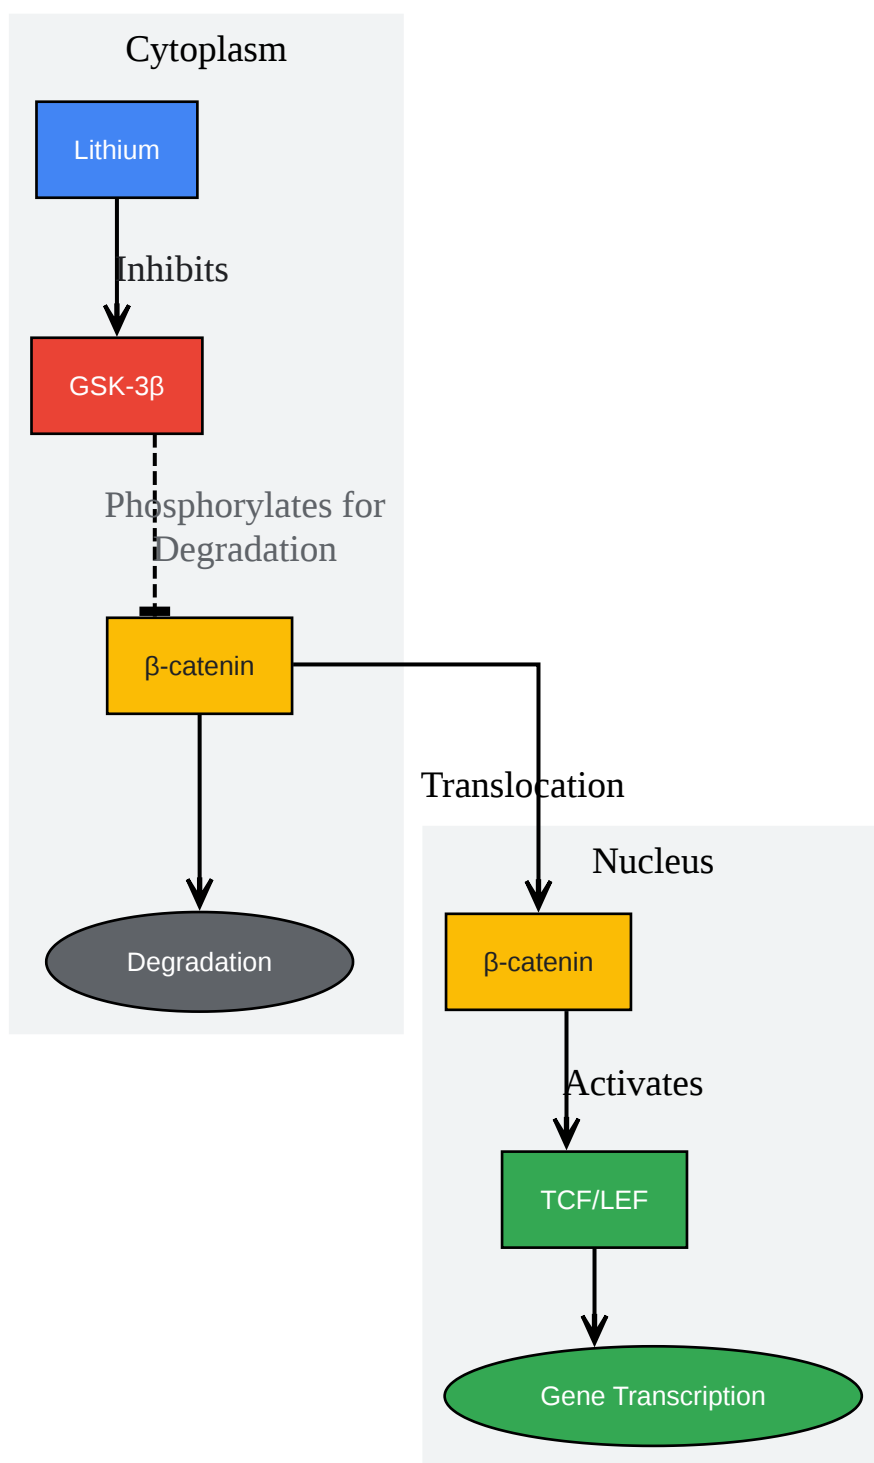 Cytoplasm
Lithium
Inhibits
GSK-3β
Phosphorylates for
Degradation
β-catenin
Translocation
Degradation
Nucleus
β-catenin
Activates
TCF/LEF
Gene Transcription